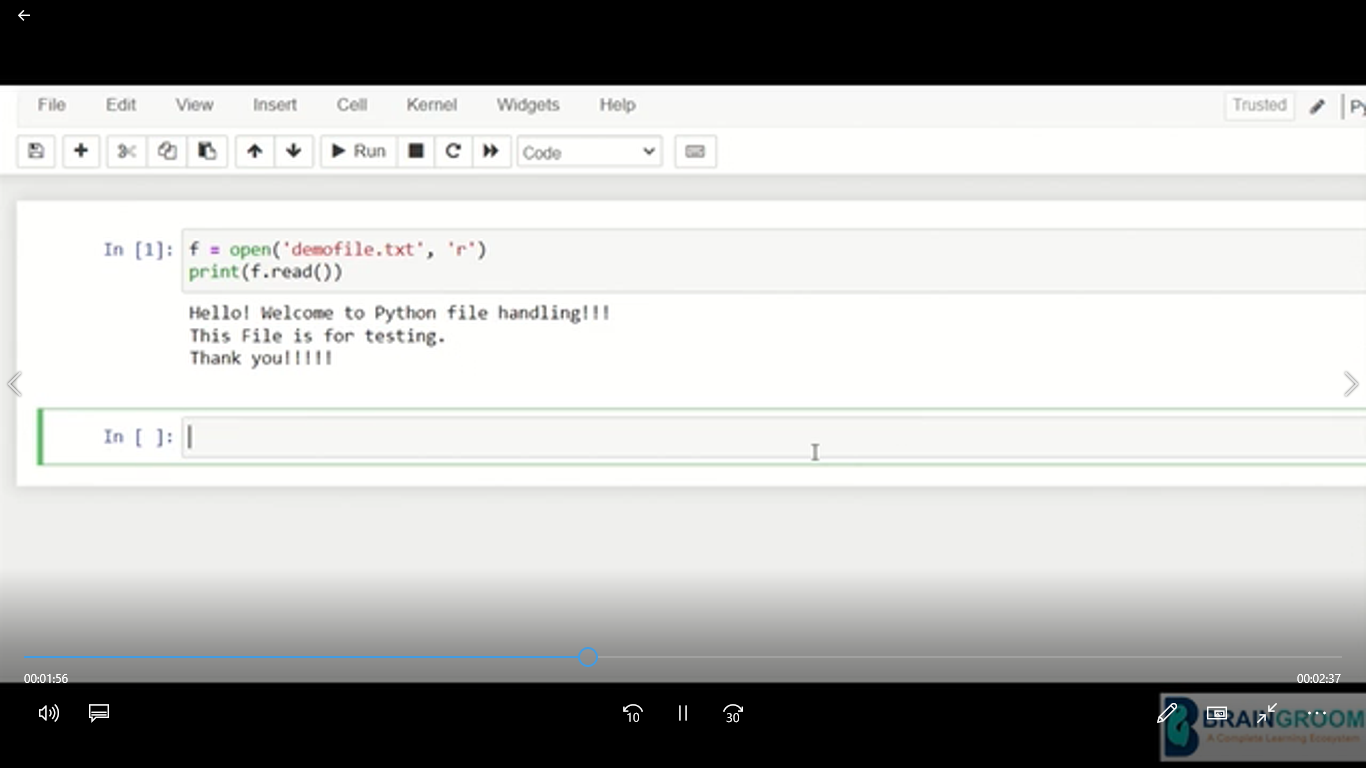 File Edit View Insert Cell Kernel Widgets Help
Trusted Py
Run Code
In [1]: f = open('demofile.txt', 'r')
print(f.read())
Hello! Welcome to Python file handling!!!
This File is for testing.
Thank you!!!!!
In [ ]:
00:01:56 00:02:37
10 30
BRAINGROOM
A Complete Learning Ecosystem